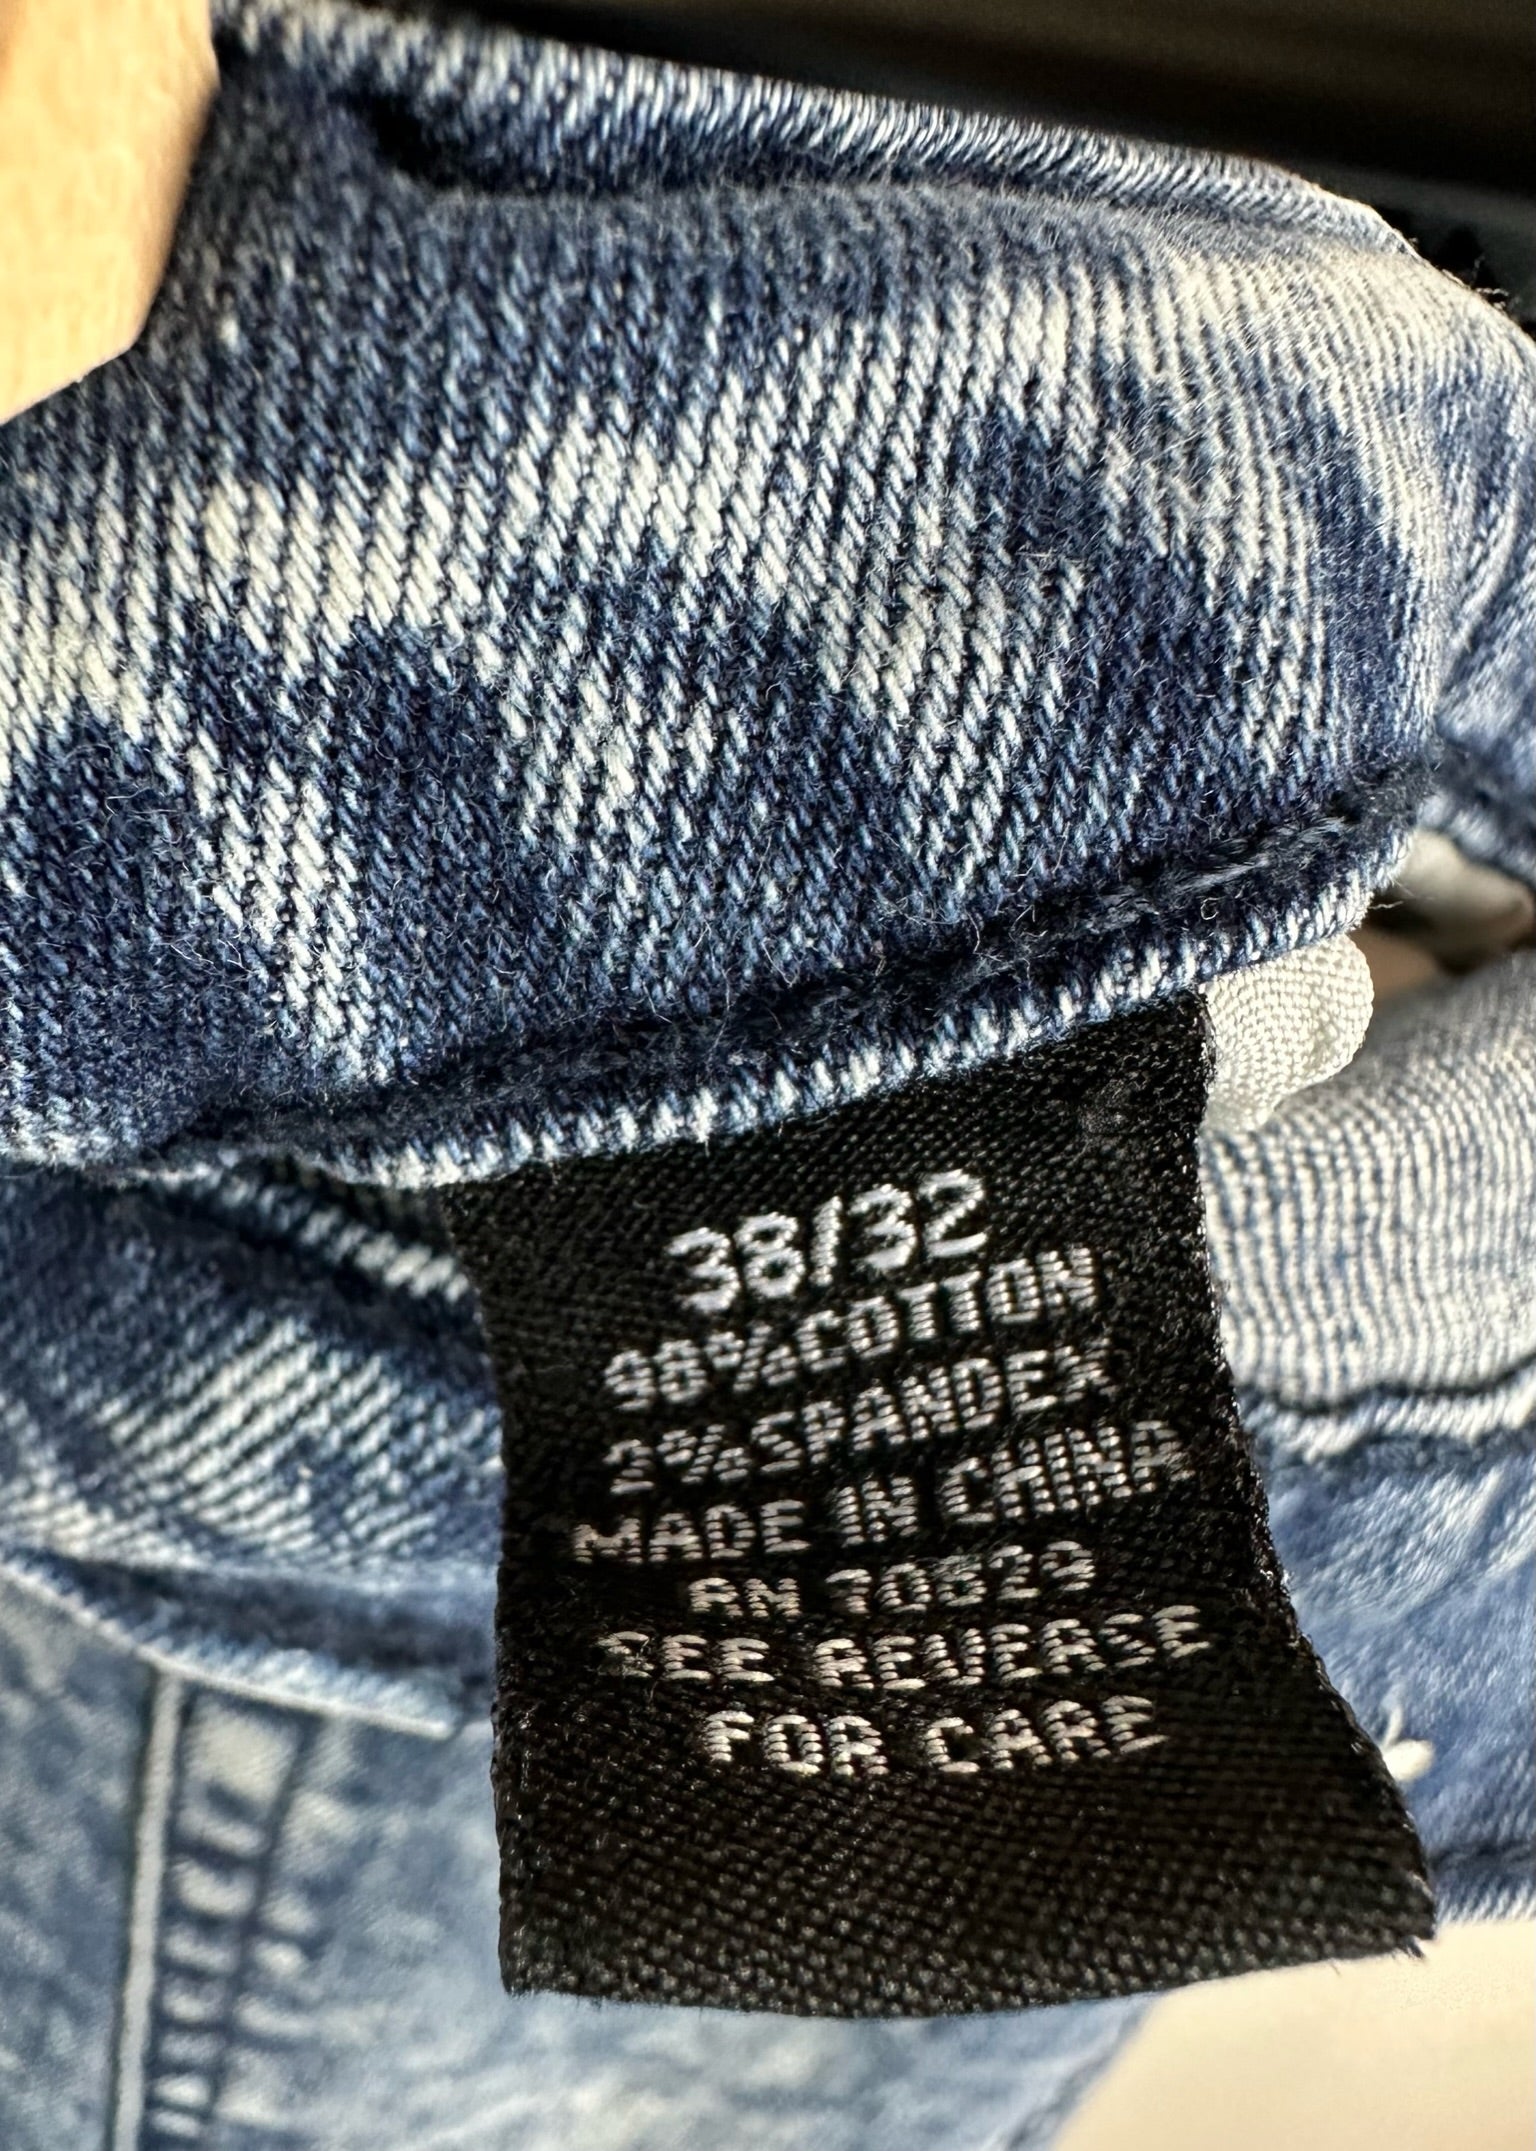 38/32
98%COTTON
2%SPANDEX
MADE IN CHINA
RN 70829
SEE REVERSE
FOR CARE